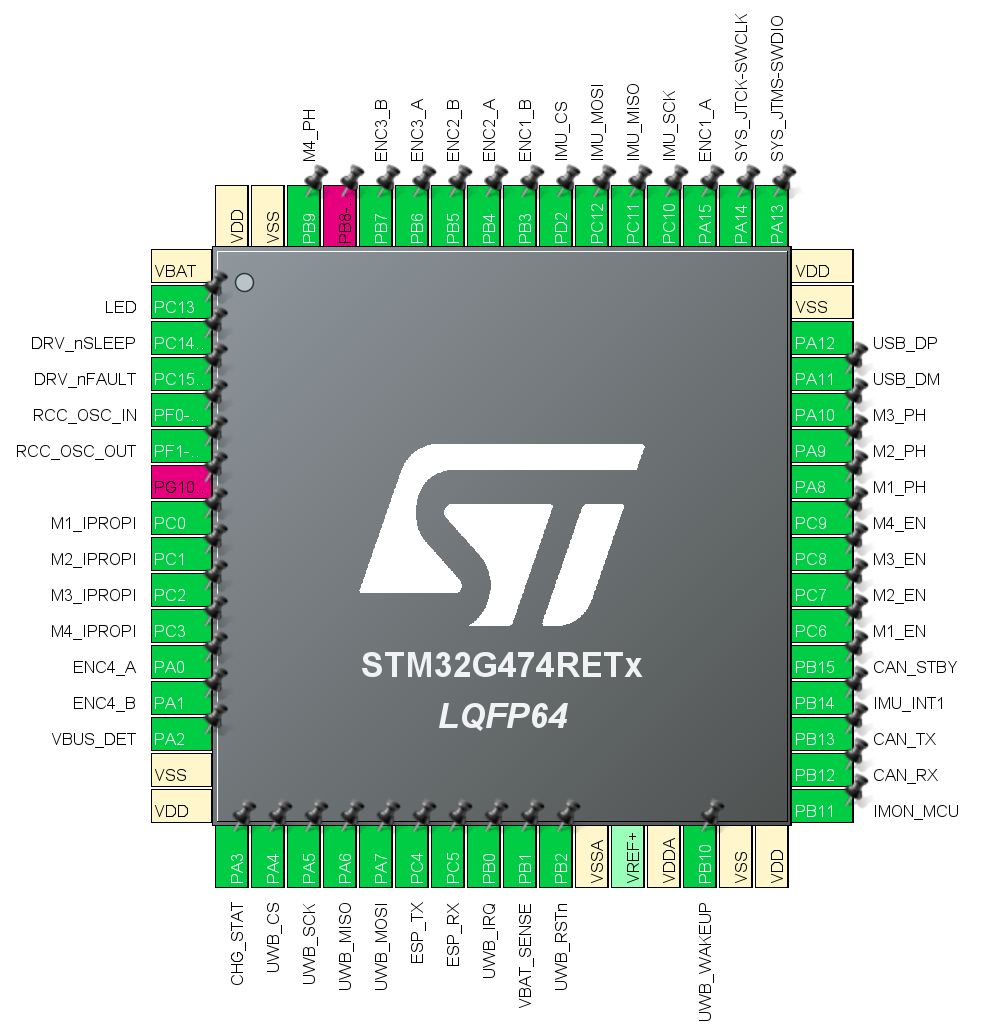 SYS_JTCK-SWCLK
SYS_JTMS-SWDIO
M4_PH
ENC3_B
ENC3_A
ENC2_B
ENC2_A
ENC1_B
IMU_CS
IMU_MOSI
IMU_MISO
IMU_SCK
ENC1_A
VDD
VSS
PB9
PB8-.
PB7
PB6
PB5
PB4
PB3
PD2
PC12
PC11
PC10
PA15
PA14
PA13
VBAT
LED PC13
DRV_nSLEEP PC14..
DRV_nFAULT PC15..
RCC_OSC_IN PF0-..
RCC_OSC_OUT PF1-..
PG10..
M1_IPROPI PC0
M2_IPROPI PC1
M3_IPROPI PC2
M4_IPROPI PC3
ENC4_A PA0
ENC4_B PA1
VBUS_DET PA2
VSS
VDD
ST
STM32G474RETx
LQFP64
VDD
VSS
PA12 USB_DP
PA11 USB_DM
PA10 M3_PH
PA9 M2_PH
PA8 M1_PH
PC9 M4_EN
PC8 M3_EN
PC7 M2_EN
PC6 M1_EN
PB15 CAN_STBY
PB14 IMU_INT1
PB13 CAN_TX
PB12 CAN_RX
PB11 IMON_MCU
PA3
PA4
PA5
PA6
PA7
PC4
PC5
PB0
PB1
PB2
VSSA
VREF+
VDDA
PB10
VSS
VDD
CHG_STAT
UWB_CS
UWB_SCK
UWB_MISO
UWB_MOSI
ESP_TX
ESP_RX
UWB_IRQ
VBAT_SENSE
UWB_RSTn
UWB_WAKEUP